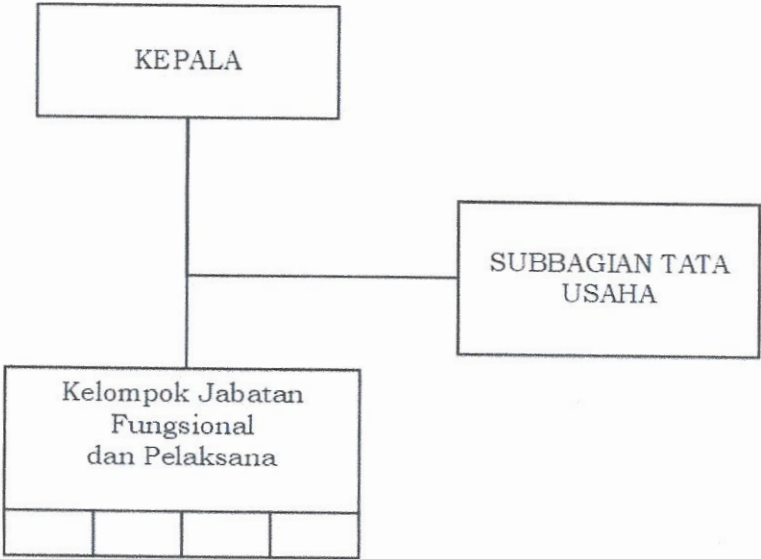 KEPALA
SUBBAGIAN TATA
USAHA
Kelompok Jabatan
Fungsional
dan Pelaksana